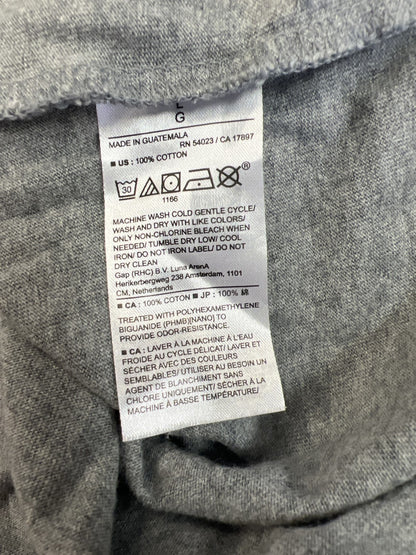 L
G
MADE IN GUATEMALA RN 54023 / CA 17897
■ US : 100% COTTON
30
1166
MACHINE WASH COLD GENTLE CYCLE/
WASH AND DRY WITH LIKE COLORS/
ONLY NON-CHLORINE BLEACH WHEN
NEEDED/ TUMBLE DRY LOW/ COOL
IRON/ DO NOT IRON LABEL/ DO NOT
DRY CLEAN
Gap (RHC) B.V. Luna ArenA
Herikerbergweg 238 Amsterdam, 1101
CM, Netherlands
■ CA : 100% COTTON ■ JP : 100% 綿
TREATED WITH POLYHEXAMETHYLENE
BIGUANIDE (PHMB)[NANO] TO
PROVIDE ODOR-RESISTANCE.
■ CA : LAVER À LA MACHINE À L'EAU
FROIDE AU CYCLE DÉLICAT/ LAVER ET
SÉCHER AVEC DES COULEURS
SEMBLABLES/ UTILISER AU BESOIN UN
AGENT DE BLANCHIMENT SANS
CHLORE UNIQUEMENT/ SÉCHER À LA
MACHINE À BASSE TEMPÉRATURE/